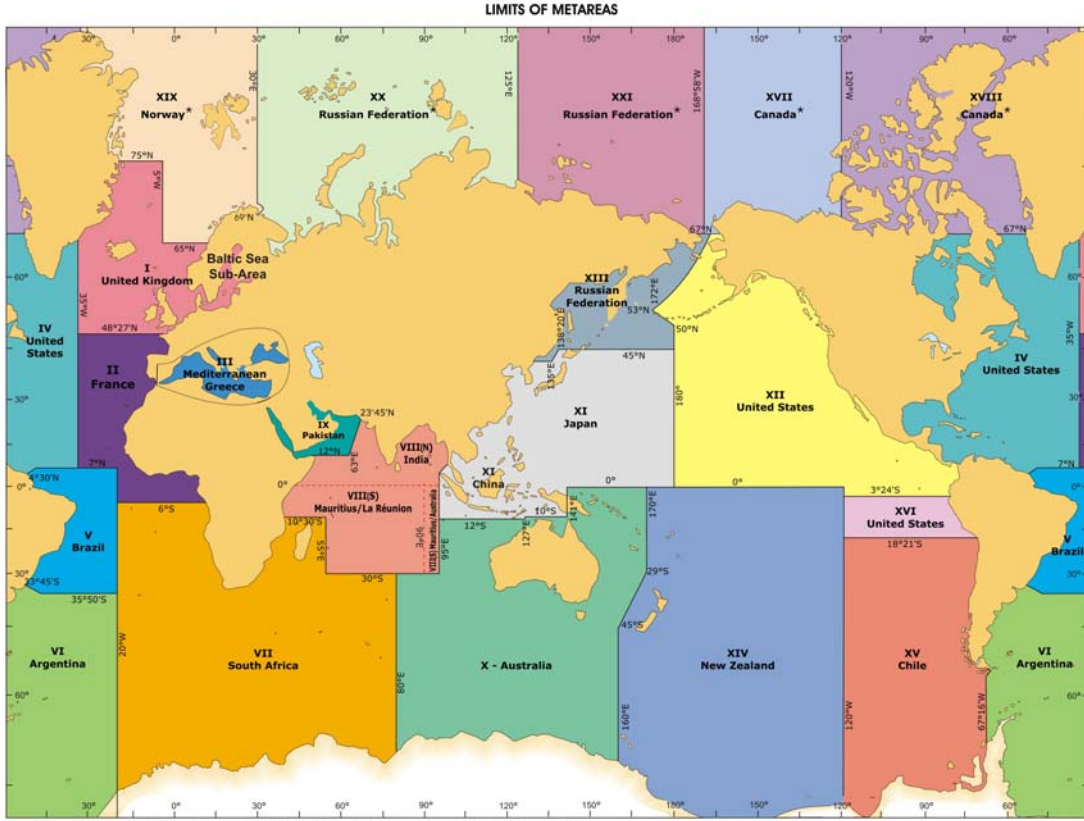 LIMITS OF METAREAS
30° 0° 30° 60° 90° 120° 150° 180° 150° 120° 90° 60°
30°E
125°E
168°58'W
120°W
XIX
Norway*
XX
Russian Federation*
XXI
Russian Federation*
XVII
Canada*
XVIII
Canada*
75°N
5°W
69°N
65°N
67°N
67°N
Baltic Sea
Sub-Area
I
United Kingdom
60°
60°
35°W
48°27'N
XIII
Russian
Federation
172°E
53°N
50°N
138°20'E
45°N
135°E
180°
IV
United
States
II
France
III
Mediterranean
Greece
IV
United States
35°W
XII
United States
XI
Japan
30°
30°
23°45'N
IX
Pakistan
12°N
63°E
VIII(N)
India
7°N
7°N
4°30'N
0°
0°
0°
0°
0°
XI
China
VIII(S)
Mauritius/La Réunion
VIII(S) Mauritius/Australia
6°S
10°30'S
55°E
90°E
95°E
12°S
127°E
10°S
141°E
170°E
3°24'S
XVI
United States
18°21'S
V
Brazil
V
Brazil
30°
30°
33°45'S
35°50'S
30°S
29°S
45°S
VI
Argentina
20°W
VII
South Africa
80°E
X - Australia
160°E
XIV
New Zealand
120°W
XV
Chile
67°16'W
VI
Argentina
60°
60°
30° 0° 30° 60° 90° 120° 150° 180° 150° 120° 90° 60°